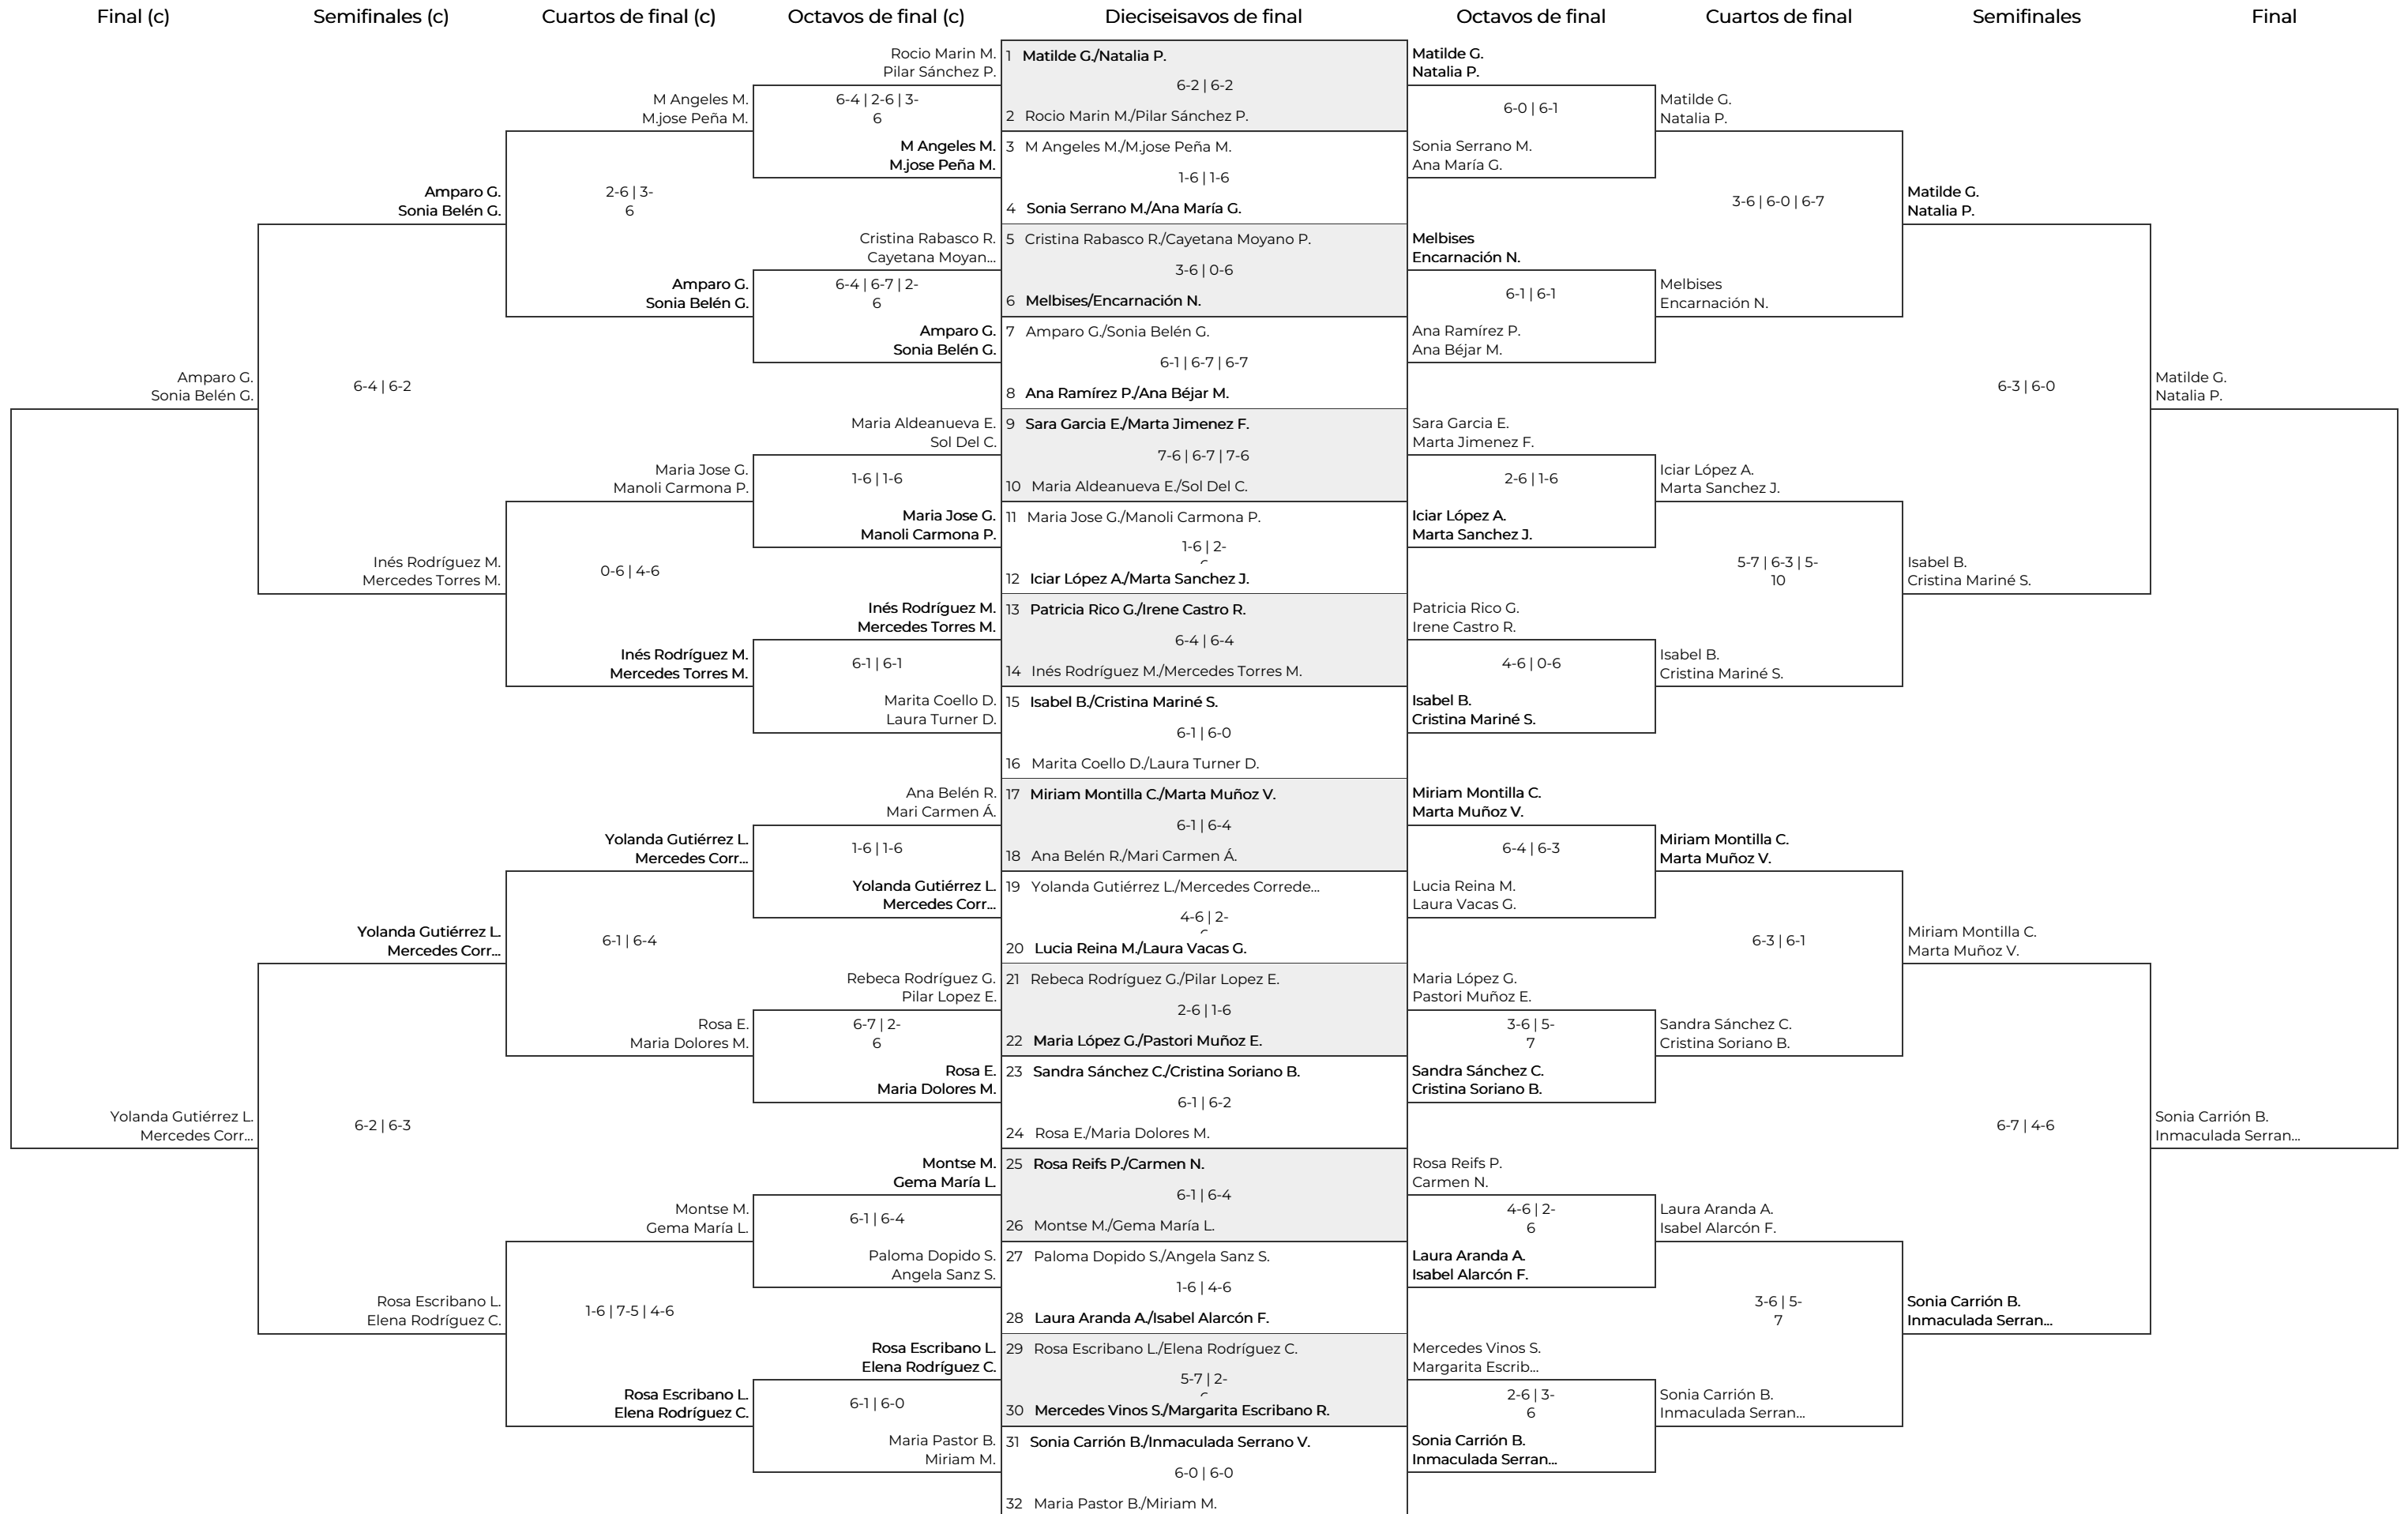 Final (c)
Semifinales (c)
Cuartos de final (c)
Octavos de final (c)
Dieciseisavos de final
Octavos de final
Cuartos de final
Semifinales
Final
Amparo G.
Sonia Belén G.
Yolanda Gutiérrez L.
Mercedes Corr...
Amparo G.
Sonia Belén G.
6-4 | 6-2
Inés Rodríguez M.
Mercedes Torres M.
Yolanda Gutiérrez L.
Mercedes Corr...
6-2 | 6-3
Rosa Escribano L.
Elena Rodríguez C.
M Angeles M.
M.jose Peña M.
2-6 | 3-
6
Amparo G.
Sonia Belén G.
Maria Jose G.
Manoli Carmona P.
0-6 | 4-6
Inés Rodríguez M.
Mercedes Torres M.
Yolanda Gutiérrez L.
Mercedes Corr...
6-1 | 6-4
Rosa E.
Maria Dolores M.
Montse M.
Gema María L.
1-6 | 7-5 | 4-6
Rosa Escribano L.
Elena Rodríguez C.
Rocio Marin M.
Pilar Sánchez P.
6-4 | 2-6 | 3-
6
M Angeles M.
M.jose Peña M.
Cristina Rabasco R.
Cayetana Moyan...
6-4 | 6-7 | 2-
6
Amparo G.
Sonia Belén G.
Maria Aldeanueva E.
Sol Del C.
1-6 | 1-6
Maria Jose G.
Manoli Carmona P.
Inés Rodríguez M.
Mercedes Torres M.
6-1 | 6-1
Marita Coello D.
Laura Turner D.
Ana Belén R.
Mari Carmen Á.
1-6 | 1-6
Yolanda Gutiérrez L.
Mercedes Corr...
Rebeca Rodríguez G.
Pilar Lopez E.
6-7 | 2-
6
Rosa E.
Maria Dolores M.
Montse M.
Gema María L.
6-1 | 6-4
Paloma Dopido S.
Angela Sanz S.
Rosa Escribano L.
Elena Rodríguez C.
6-1 | 6-0
Maria Pastor B.
Miriam M.
1 Matilde G./Natalia P.
6-2 | 6-2
2 Rocio Marin M./Pilar Sánchez P.
3 M Angeles M./M.jose Peña M.
1-6 | 1-6
4 Sonia Serrano M./Ana María G.
5 Cristina Rabasco R./Cayetana Moyano P.
3-6 | 0-6
6 Melbises/Encarnación N.
7 Amparo G./Sonia Belén G.
6-1 | 6-7 | 6-7
8 Ana Ramírez P./Ana Béjar M.
9 Sara Garcia E./Marta Jimenez F.
7-6 | 6-7 | 7-6
10 Maria Aldeanueva E./Sol Del C.
11 Maria Jose G./Manoli Carmona P.
1-6 | 2-
12 Iciar López A./Marta Sanchez J.
13 Patricia Rico G./Irene Castro R.
6-4 | 6-4
14 Inés Rodríguez M./Mercedes Torres M.
15 Isabel B./Cristina Mariné S.
6-1 | 6-0
16 Marita Coello D./Laura Turner D.
17 Miriam Montilla C./Marta Muñoz V.
6-1 | 6-4
18 Ana Belén R./Mari Carmen Á.
19 Yolanda Gutiérrez L./Mercedes Correde...
4-6 | 2-
20 Lucia Reina M./Laura Vacas G.
21 Rebeca Rodríguez G./Pilar Lopez E.
2-6 | 1-6
22 Maria López G./Pastori Muñoz E.
23 Sandra Sánchez C./Cristina Soriano B.
6-1 | 6-2
24 Rosa E./Maria Dolores M.
25 Rosa Reifs P./Carmen N.
6-1 | 6-4
26 Montse M./Gema María L.
27 Paloma Dopido S./Angela Sanz S.
1-6 | 4-6
28 Laura Aranda A./Isabel Alarcón F.
29 Rosa Escribano L./Elena Rodríguez C.
5-7 | 2-
30 Mercedes Vinos S./Margarita Escribano R.
31 Sonia Carrión B./Inmaculada Serrano V.
6-0 | 6-0
32 Maria Pastor B./Miriam M.
Matilde G.
Natalia P.
6-0 | 6-1
Sonia Serrano M.
Ana María G.
Melbises
Encarnación N.
6-1 | 6-1
Ana Ramírez P.
Ana Béjar M.
Sara Garcia E.
Marta Jimenez F.
2-6 | 1-6
Iciar López A.
Marta Sanchez J.
Patricia Rico G.
Irene Castro R.
4-6 | 0-6
Isabel B.
Cristina Mariné S.
Miriam Montilla C.
Marta Muñoz V.
6-4 | 6-3
Lucia Reina M.
Laura Vacas G.
Maria López G.
Pastori Muñoz E.
3-6 | 5-
7
Sandra Sánchez C.
Cristina Soriano B.
Rosa Reifs P.
Carmen N.
4-6 | 2-
6
Laura Aranda A.
Isabel Alarcón F.
Mercedes Vinos S.
Margarita Escrib...
2-6 | 3-
6
Sonia Carrión B.
Inmaculada Serran...
Matilde G.
Natalia P.
3-6 | 6-0 | 6-7
Melbises
Encarnación N.
Iciar López A.
Marta Sanchez J.
5-7 | 6-3 | 5-
10
Isabel B.
Cristina Mariné S.
Miriam Montilla C.
Marta Muñoz V.
6-3 | 6-1
Sandra Sánchez C.
Cristina Soriano B.
Laura Aranda A.
Isabel Alarcón F.
3-6 | 5-
7
Sonia Carrión B.
Inmaculada Serran...
Matilde G.
Natalia P.
6-3 | 6-0
Isabel B.
Cristina Mariné S.
Miriam Montilla C.
Marta Muñoz V.
6-7 | 4-6
Sonia Carrión B.
Inmaculada Serran...
Matilde G.
Natalia P.
Sonia Carrión B.
Inmaculada Serran...